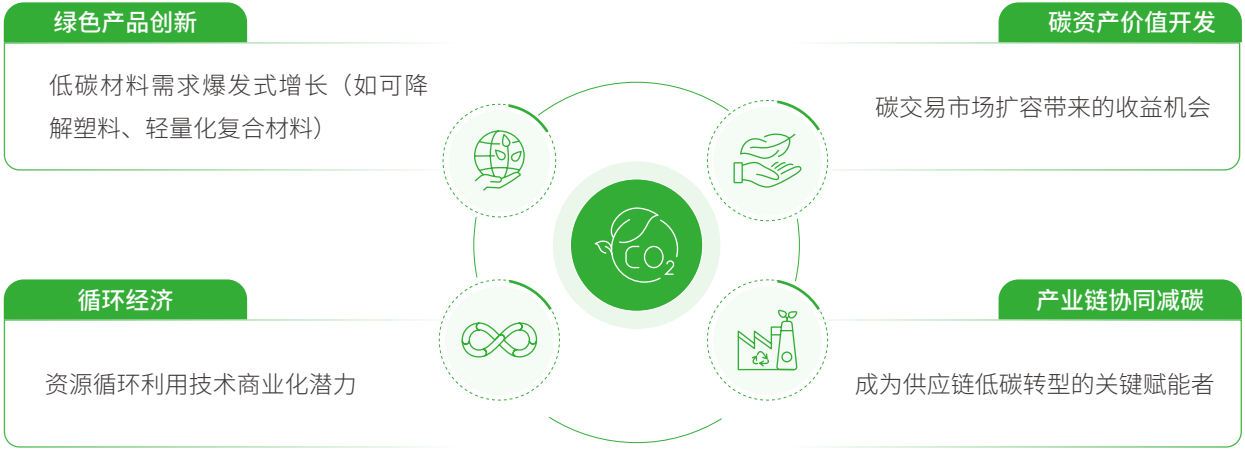 绿色产品创新
低碳材料需求爆发式增长（如可降
解塑料、轻量化复合材料）
碳资产价值开发
碳交易市场扩容带来的收益机会
CO2
循环经济
资源循环利用技术商业化潜力
产业链协同减碳
成为供应链低碳转型的关键赋能者